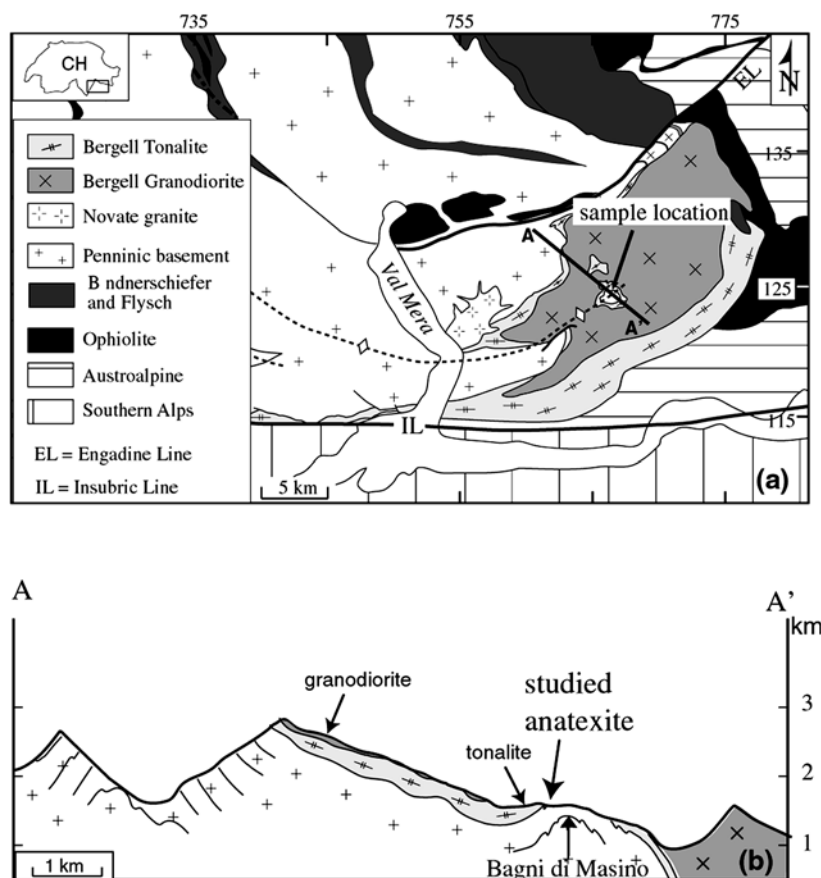 735 755 775
CH
EL
N
Bergell Tonalite
Bergell Granodiorite
Novate granite
Penninic basement
B ndnerschiefer
and Flysch
Ophiolite
Austroalpine
Southern Alps
EL = Engadine Line
IL = Insubric Line
135
sample location
A
Val Mera
125
A'
115
IL
5 km
(a)
A A'
km
granodiorite
studied
anatexite
tonalite
3
2
1
1 km
Bagni di Masino
(b)